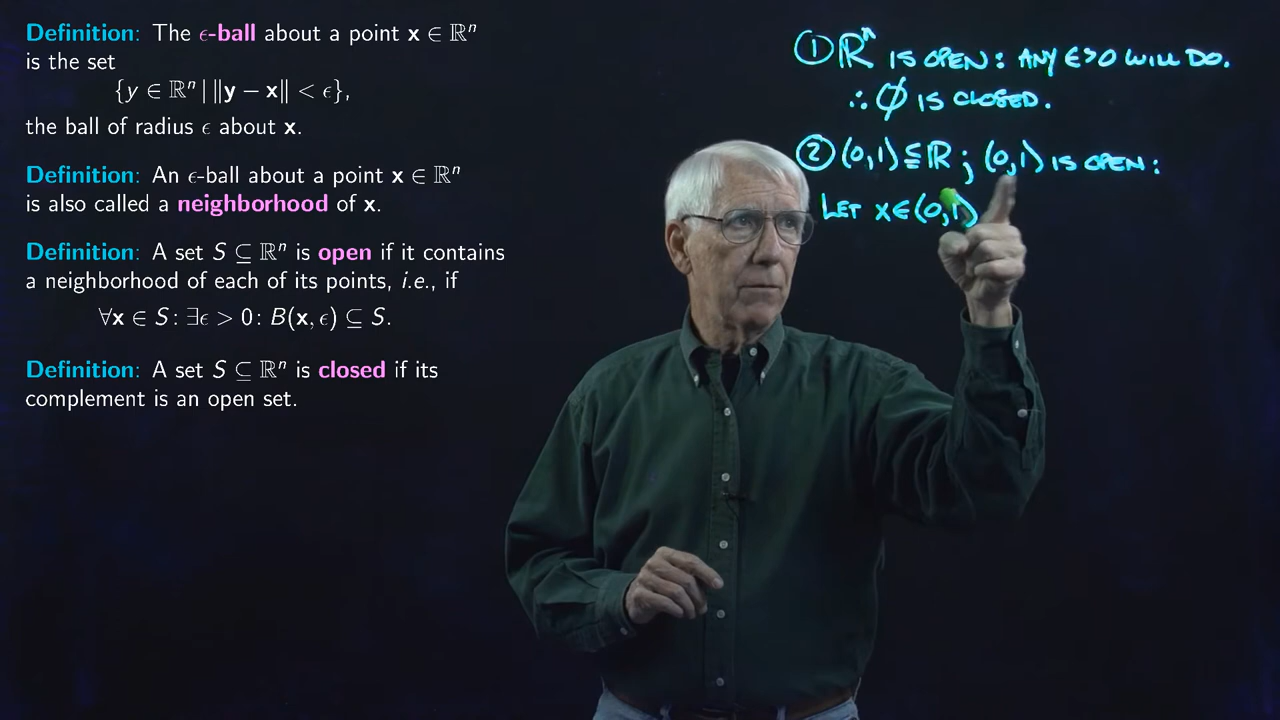 Definition: The ϵ-ball about a point x ∈ ℝⁿ
is the set
{y ∈ ℝⁿ | ‖y − x‖ < ϵ},
the ball of radius ϵ about x.
Definition: An ϵ-ball about a point x ∈ ℝⁿ
is also called a neighborhood of x.
Definition: A set S ⊆ ℝⁿ is open if it contains
a neighborhood of each of its points, i.e., if
∀x ∈ S: ∃ϵ > 0: B(x, ϵ) ⊆ S.
Definition: A set S ⊆ ℝⁿ is closed if its
complement is an open set.
① ℝⁿ IS OPEN: ANY ϵ>0 WILL DO.
∴ ∅ IS CLOSED.
② (0,1) ⊆ ℝ; (0,1) IS OPEN:
LET x∈(0,1)